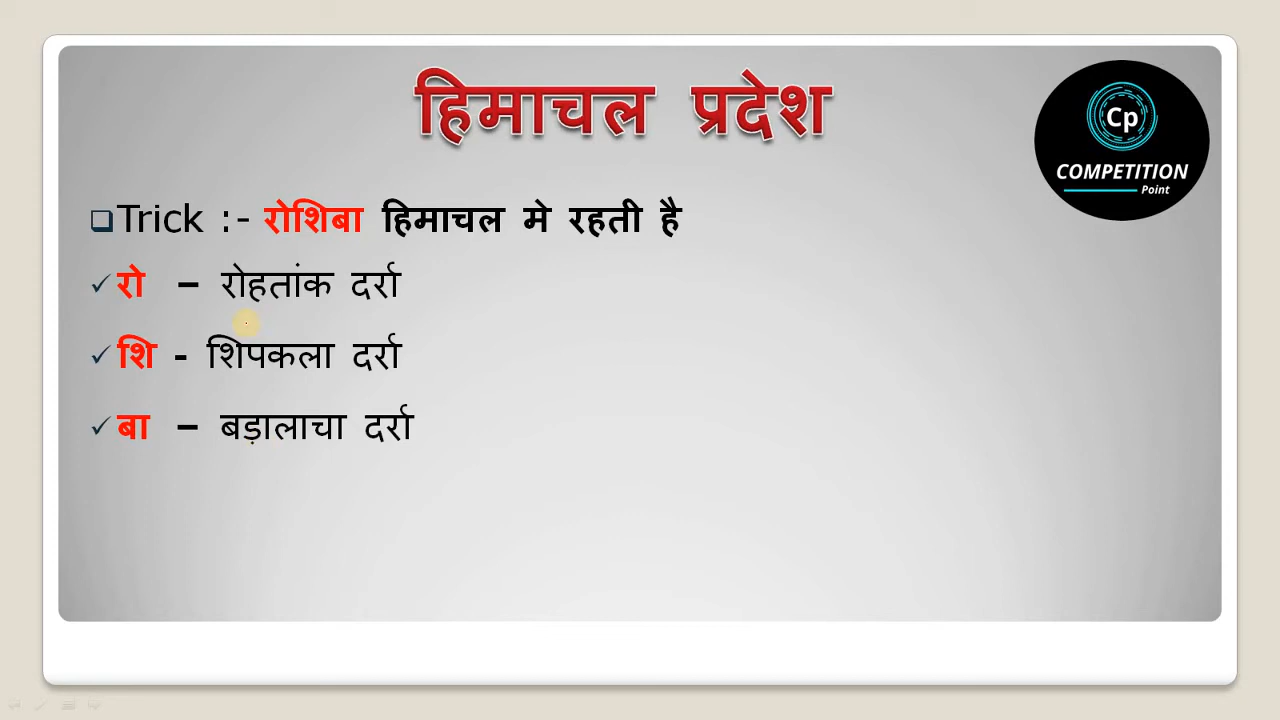 हिमाचल प्रदेश
Cp
COMPETITION
Point
Trick :- रोशिबा हिमाचल मे रहती है
रो – रोहतांक दर्रा
शि - शिपकला दर्रा
बा – बड़ालाचा दर्रा